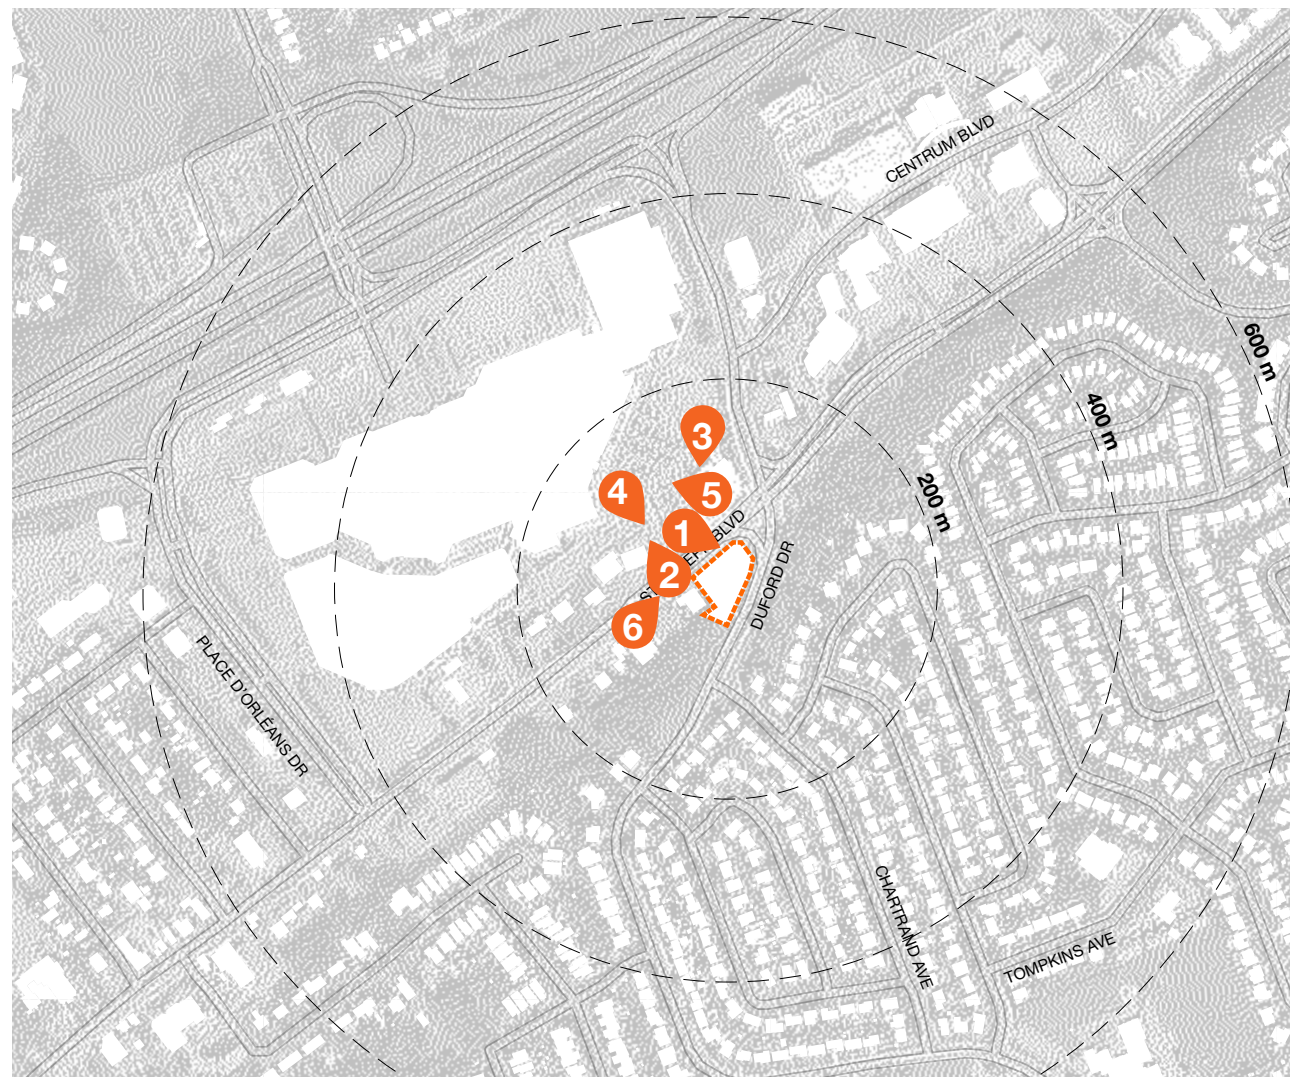 CENTRUM BLVD
600 m
400 m
200 m
3
4
5
1
BLVD
2
6
DUFORD DR
PLACE D'ORLÉANS DR
CHARTRAND AVE
TOMPKINS AVE